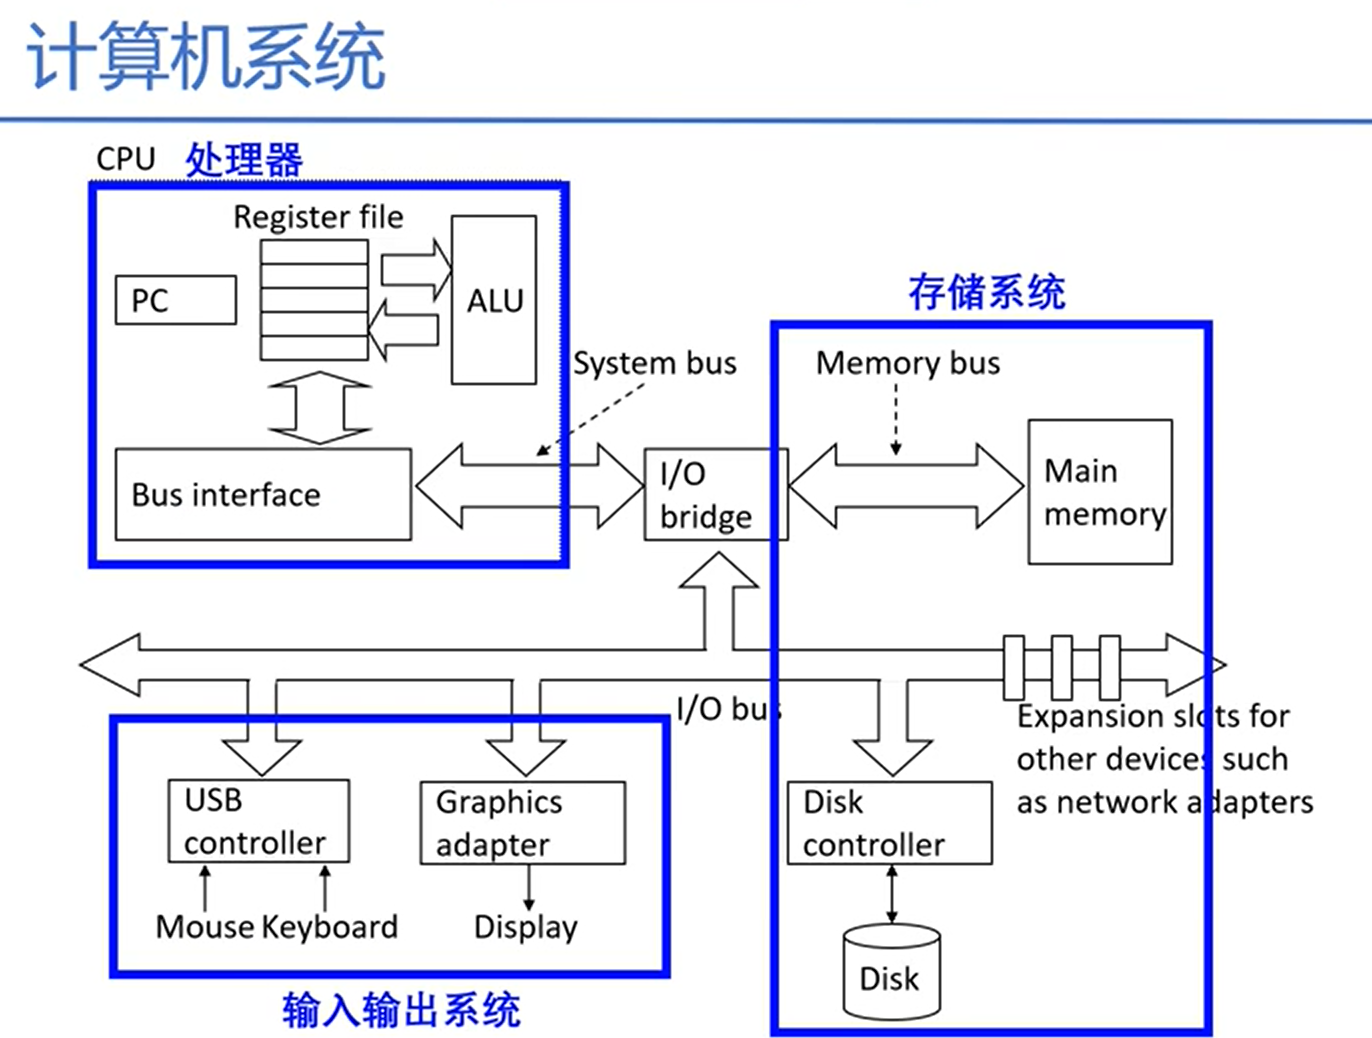 计算机系统
CPU 处理器
Register file
PC
ALU
Bus interface
System bus
I/O
bridge
存储系统
Memory bus
Main
memory
I/O bus
Expansion slots for
other devices such
as network adapters
USB
controller
Mouse Keyboard
Graphics
adapter
Display
输入输出系统
Disk
controller
Disk